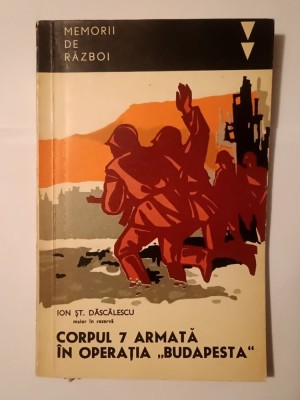 MEMORII
DE
RĂZBOI
ION ȘT. DĂSCĂLESCU
maior în rezervă
CORPUL 7 ARMATĂ
ÎN OPERAȚIA „BUDAPESTA“